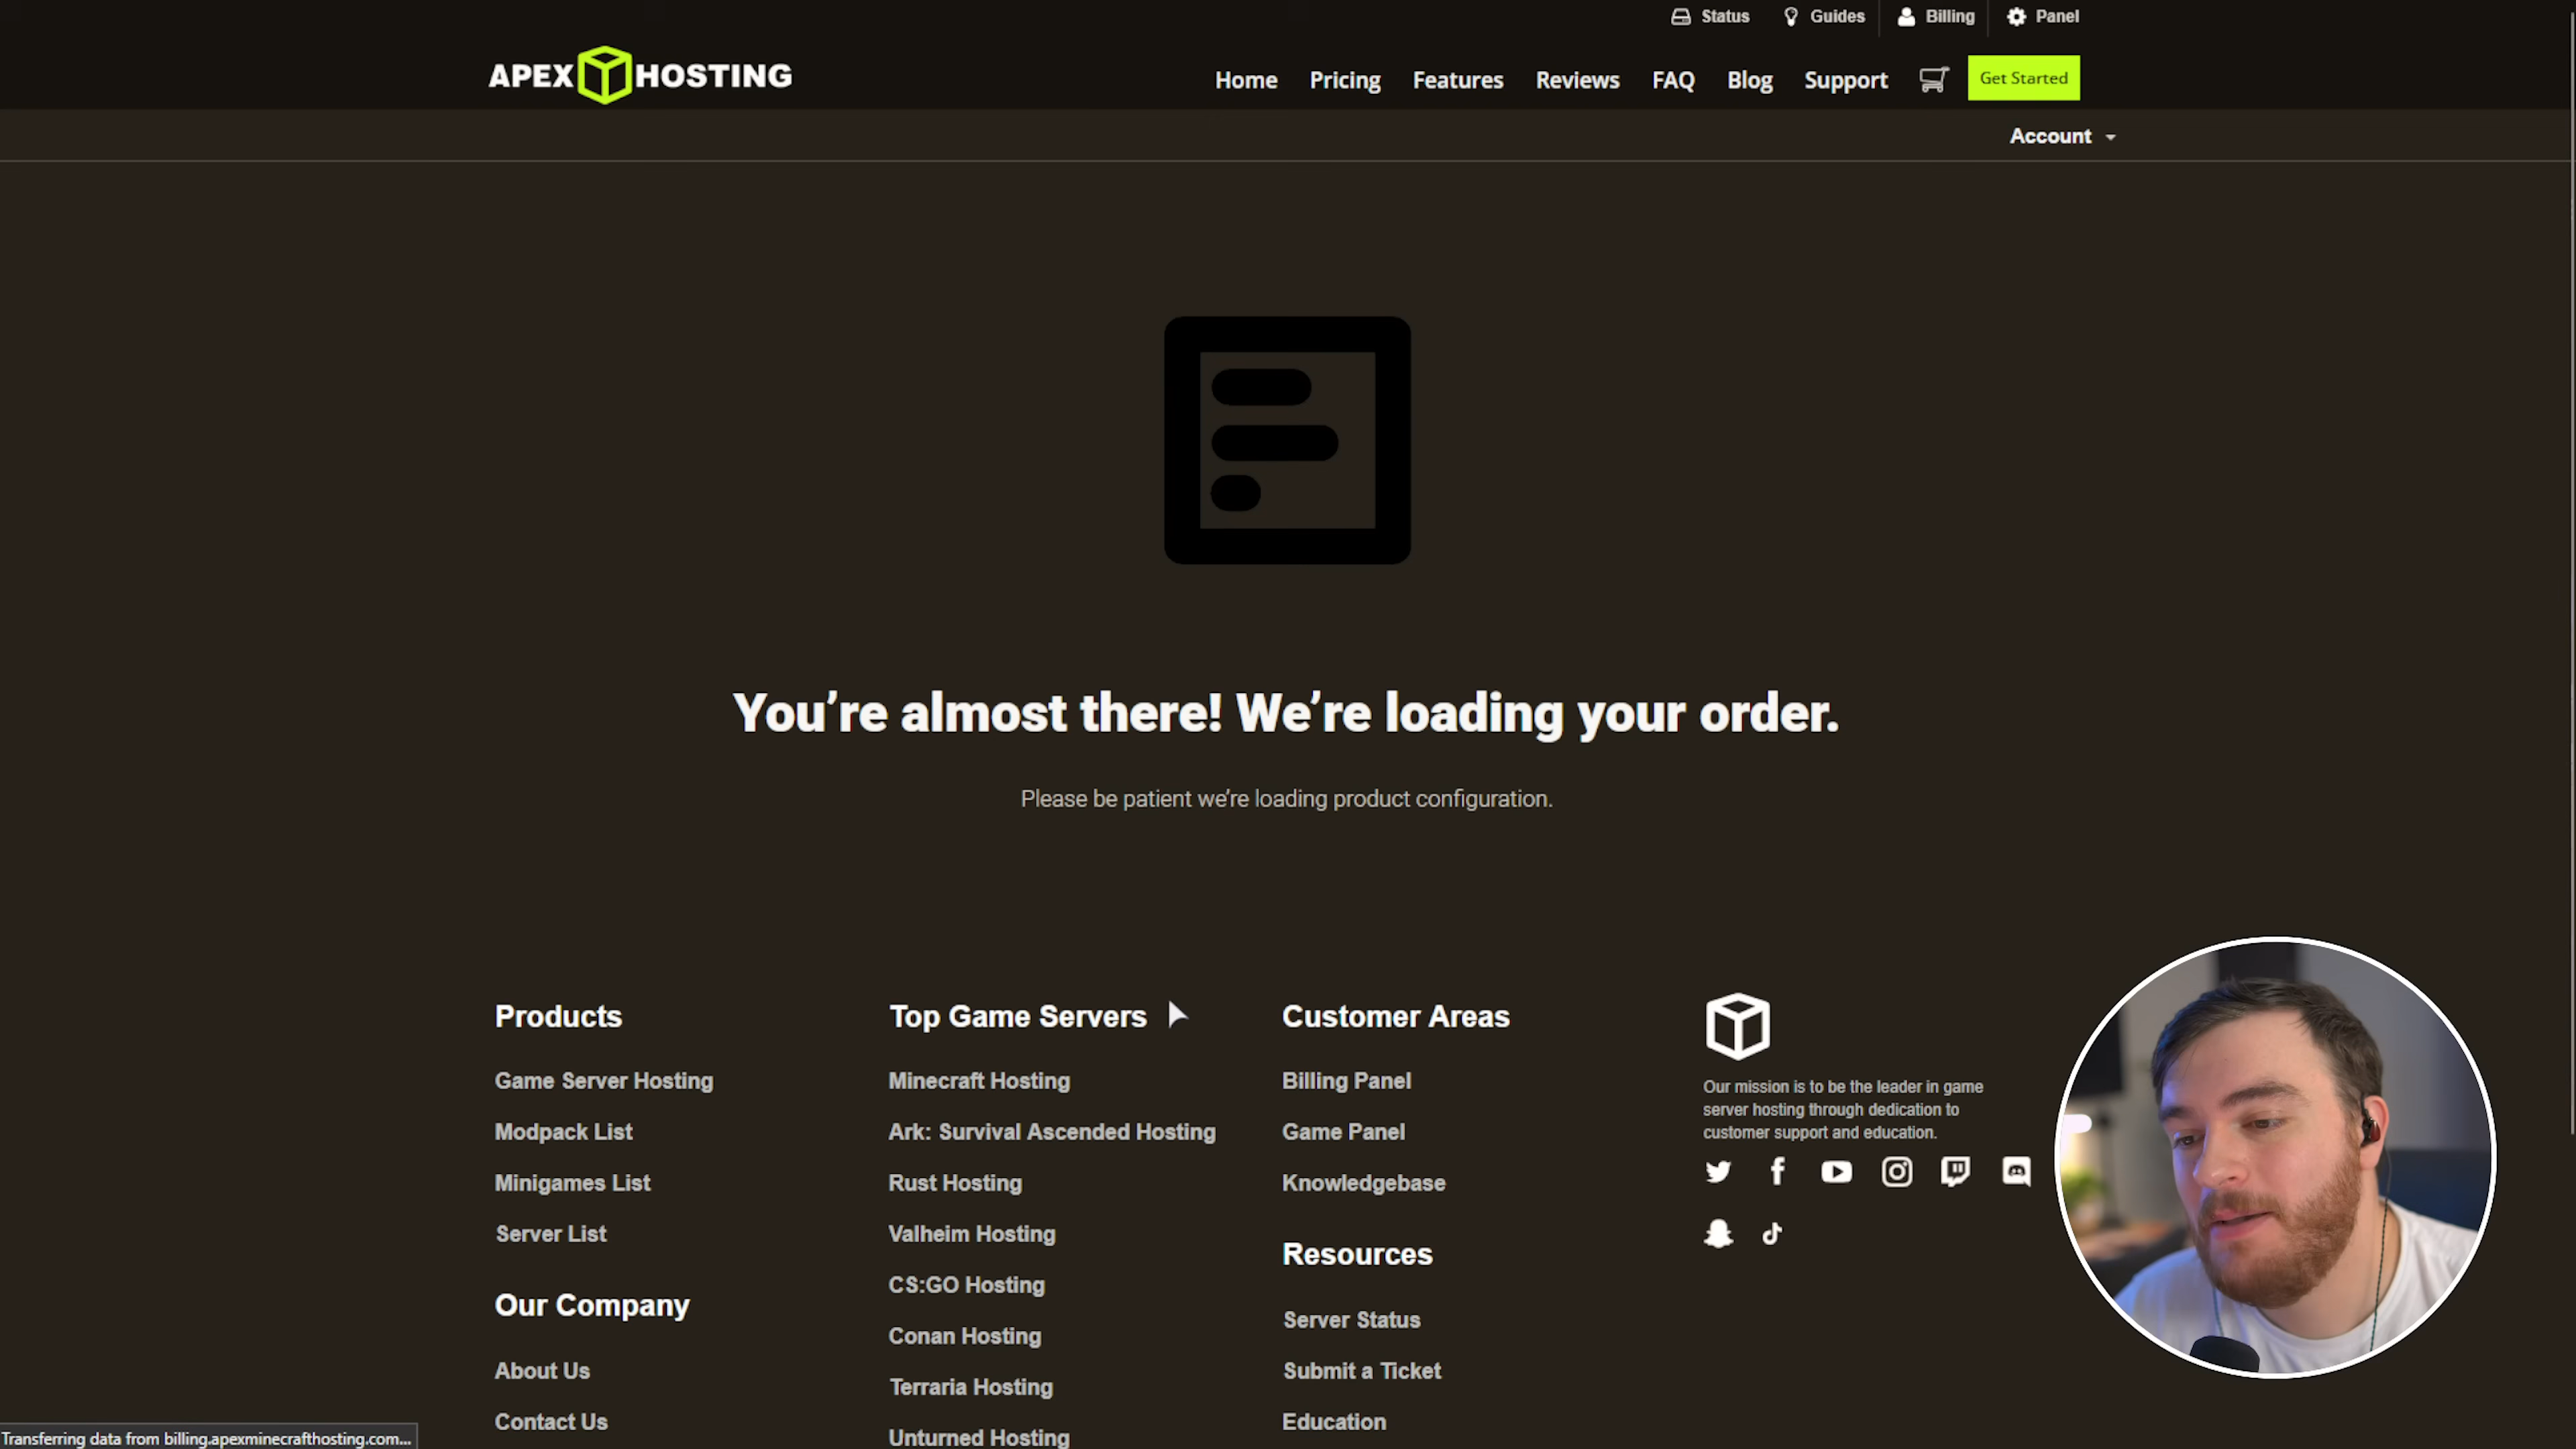 Status Guides Billing Panel
APEX HOSTING
Home Pricing Features Reviews FAQ Blog Support Get Started
Account
You're almost there! We're loading your order.
Please be patient we're loading product configuration.
Products
Game Server Hosting
Modpack List
Minigames List
Server List
Our Company
About Us
Contact Us
Top Game Servers
Minecraft Hosting
Ark: Survival Ascended Hosting
Rust Hosting
Valheim Hosting
CS:GO Hosting
Conan Hosting
Terraria Hosting
Unturned Hosting
Customer Areas
Billing Panel
Game Panel
Knowledgebase
Resources
Server Status
Submit a Ticket
Education
Our mission is to be the leader in game
server hosting through dedication to
customer support and education.
Transferring data from billing.apexminecrafthosting.com...